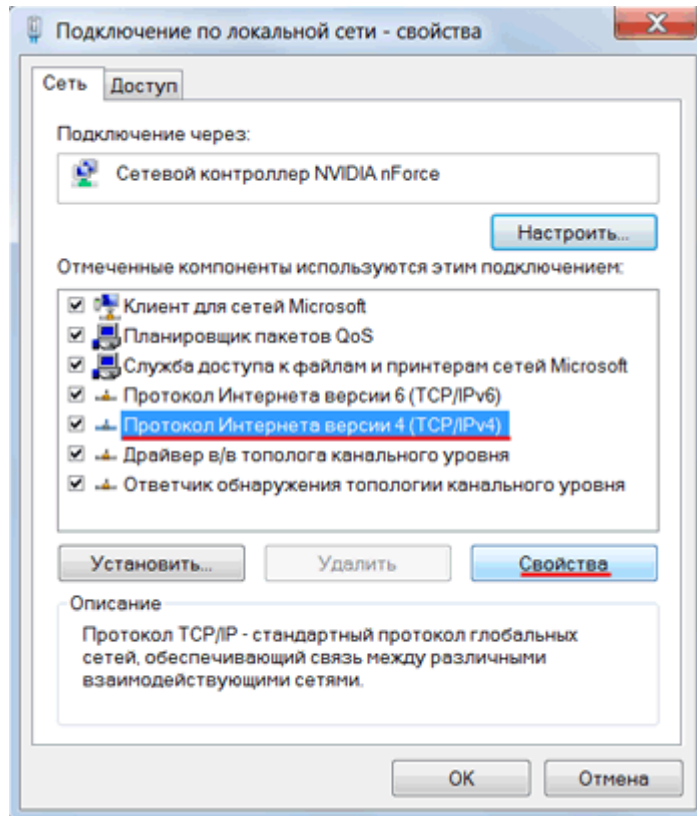 Подключение по локальной сети - свойства
Сеть
Доступ
Подключение через:
Сетевой контроллер NVIDIA nForce
Настроить...
Отмеченные компоненты используются этим подключением:
Клиент для сетей Microsoft
Планировщик пакетов QoS
Служба доступа к файлам и принтерам сетей Microsoft
Протокол Интернета версии 6 (TCP/IPv6)
Протокол Интернета версии 4 (TCP/IPv4)
Драйвер в/в тополога канального уровня
Ответчик обнаружения топологии канального уровня
Установить...
Удалить
Свойства
Описание
Протокол TCP/IP - стандартный протокол глобальных
сетей, обеспечивающий связь между различными
взаимодействующими сетями.
ОК
Отмена